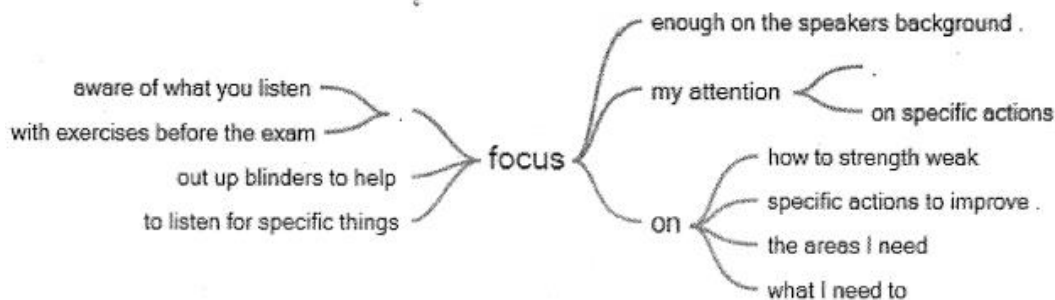 aware of what you listen
with exercises before the exam
.
out up blinders to help
to listen for specific things
focus
enough on the speakers background .
my attention
.
on specific actions
on
how to strength weak
specific actions to improve .
the areas I need
what I need to